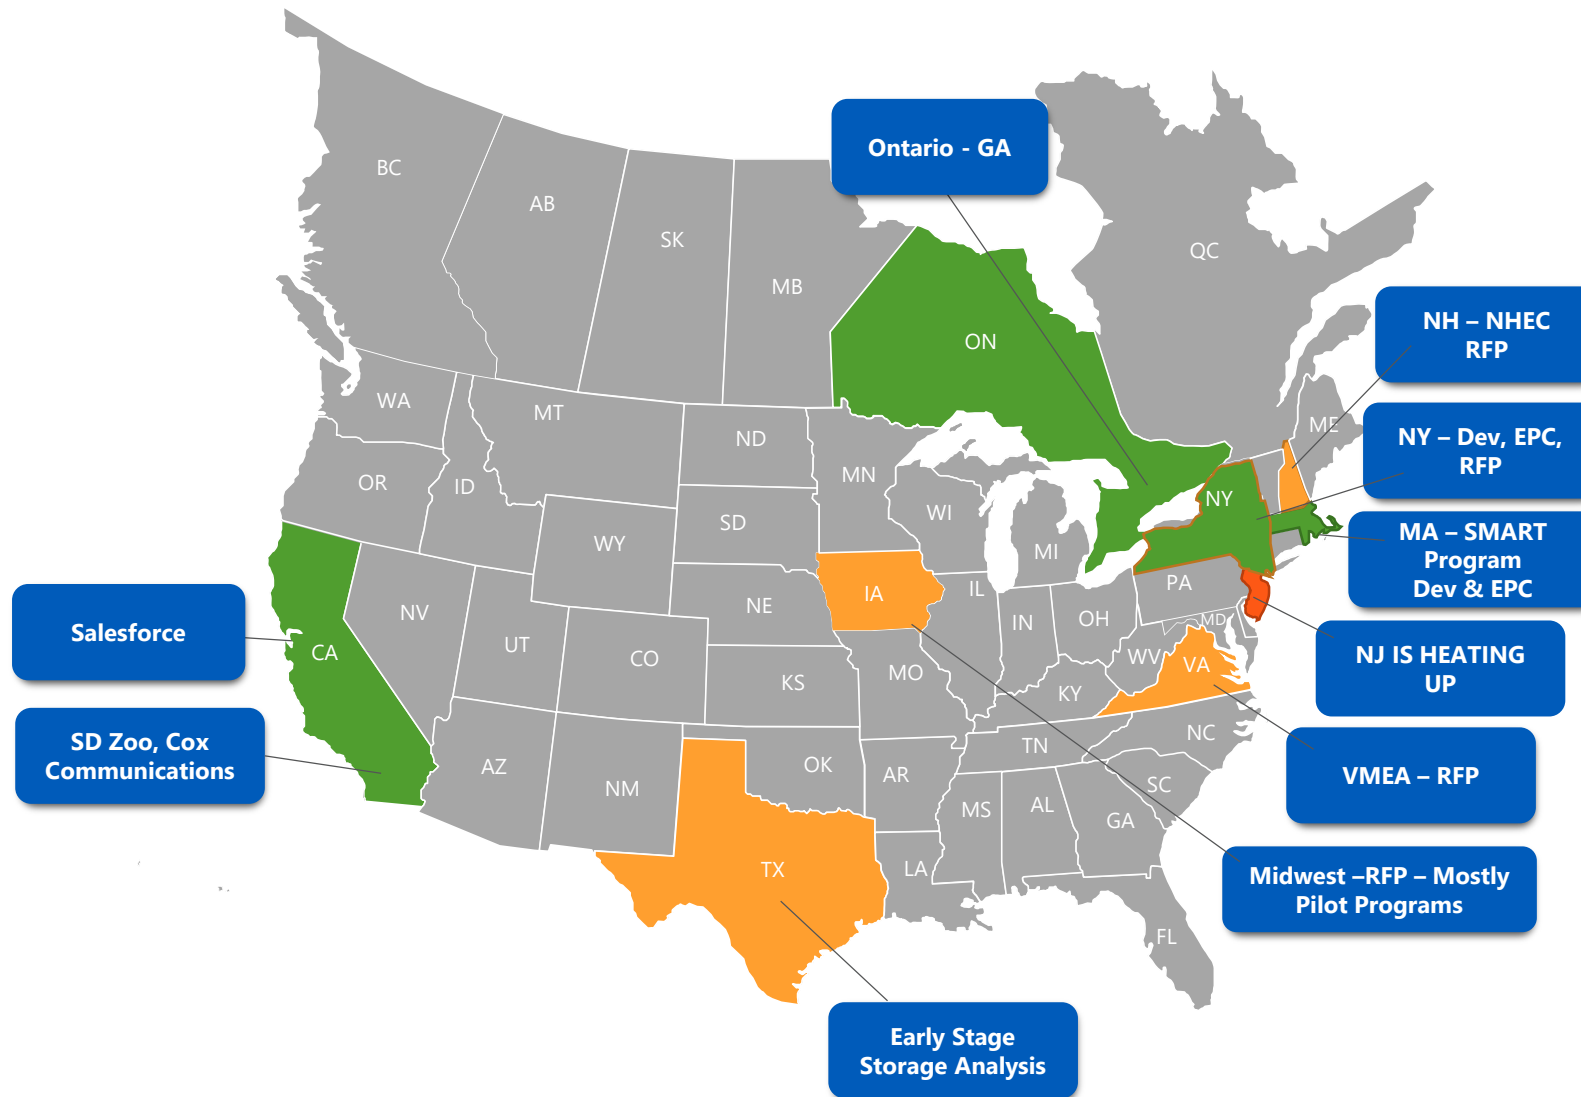 Ontario - GA
BC
AB
SK
MB
QC
ON
NH – NHEC
RFP
NY – Dev, EPC,
RFP
MA – SMART
Program
Dev & EPC
NJ IS HEATING
UP
VMEA – RFP
Midwest –RFP – Mostly
Pilot Programs
Early Stage
Storage Analysis
Salesforce
SD Zoo, Cox
Communications
WA
MT
ND
MN
ME
OR
ID
SD
WI
NY
WY
MI
IA
IL
PA
NV
NE
IN
OH
MD
UT
CO
CA
KS
MO
WV
VA
KY
NC
TN
AZ
NM
OK
AR
SC
MS
AL
GA
TX
LA
FL